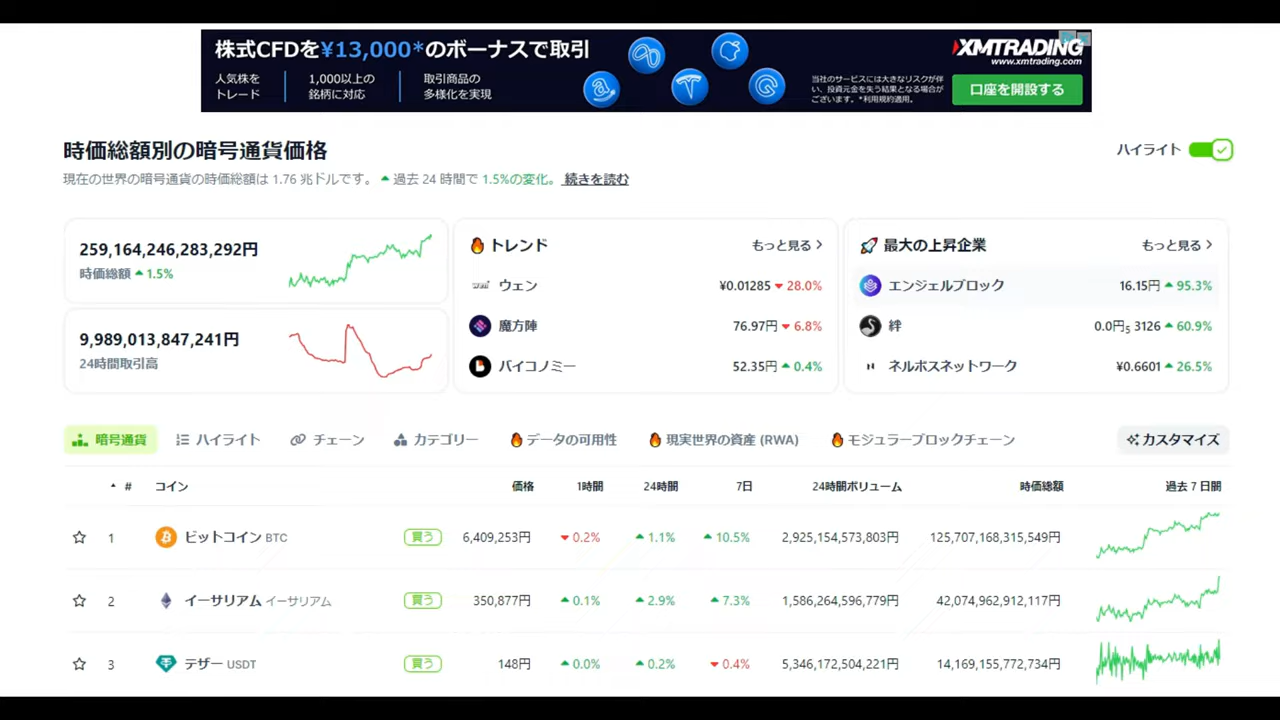 株式CFDを¥13,000*のボーナスで取引
人気株を
トレード
1,000以上の
銘柄に対応
取引商品の
多様化を実現
当社のサービスには大きなリスクが伴
い、投資元金を失う結果となる場合が
ございます。*利用規約適用。
XMTRADING
www.xmtrading.com
口座を開設する
時価総額別の暗号通貨価格
ハイライト
現在の世界の暗号通貨の時価総額は 1.76 兆ドルです。 過去 24 時間で 1.5%の変化。 続きを読む
259,164,246,283,292円
時価総額 1.5%
9,989,013,847,241円
24時間取引高
トレンド もっと見る
ウェン ¥0.01285 28.0%
魔方陣 76.97円 6.8%
バイコノミー 52.35円 0.4%
最大の上昇企業 もっと見る
エンジェルブロック 16.15円 95.3%
絆 0.0円5 3126 60.9%
ネルボスネットワーク ¥0.6601 26.5%
暗号通貨 ハイライト チェーン カテゴリー データの可用性 現実世界の資産 (RWA) モジュラーブロックチェーン カスタマイズ
# コイン 価格 1時間 24時間 7日 24時間ボリューム 時価総額 過去 7 日間
1 ビットコイン BTC 買う 6,409,253円 0.2% 1.1% 10.5% 2,925,154,573,803円 125,707,168,315,549円
2 イーサリアム イーサリアム 買う 350,877円 0.1% 2.9% 7.3% 1,586,264,596,779円 42,074,962,912,117円
3 テザー USDT 買う 148円 0.0% 0.2% 0.4% 5,346,172,504,221円 14,169,155,772,734円